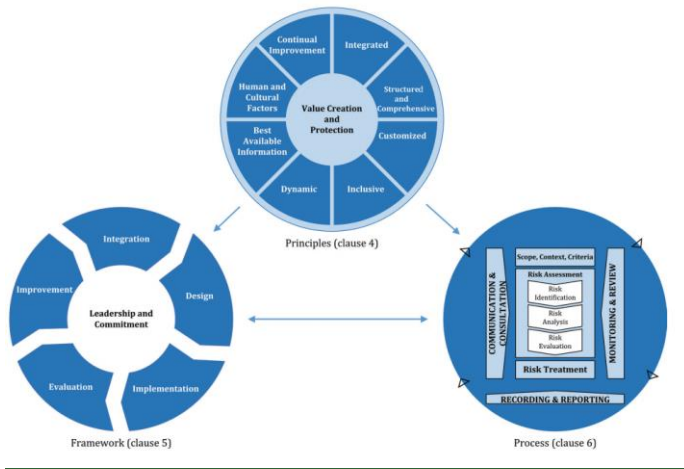 Continual
Improvement
Integrated
Human and
Cultural
Factors
Structured
and
Comprehensive
Value Creation
and
Protection
Best
Available
Information
Customized
Dynamic
Inclusive
Principles (clause 4)
Integration
Improvement
Design
Leadership and
Commitment
Evaluation
Implementation
Framework (clause 5)
Scope, Context, Criteria
Risk Assessment
Risk
Identification
Risk
Analysis
Risk
Evaluation
Risk Treatment
COMMUNICATION &
CONSULTATION
MONITORING & REVIEW
RECORDING & REPORTING
Process (clause 6)